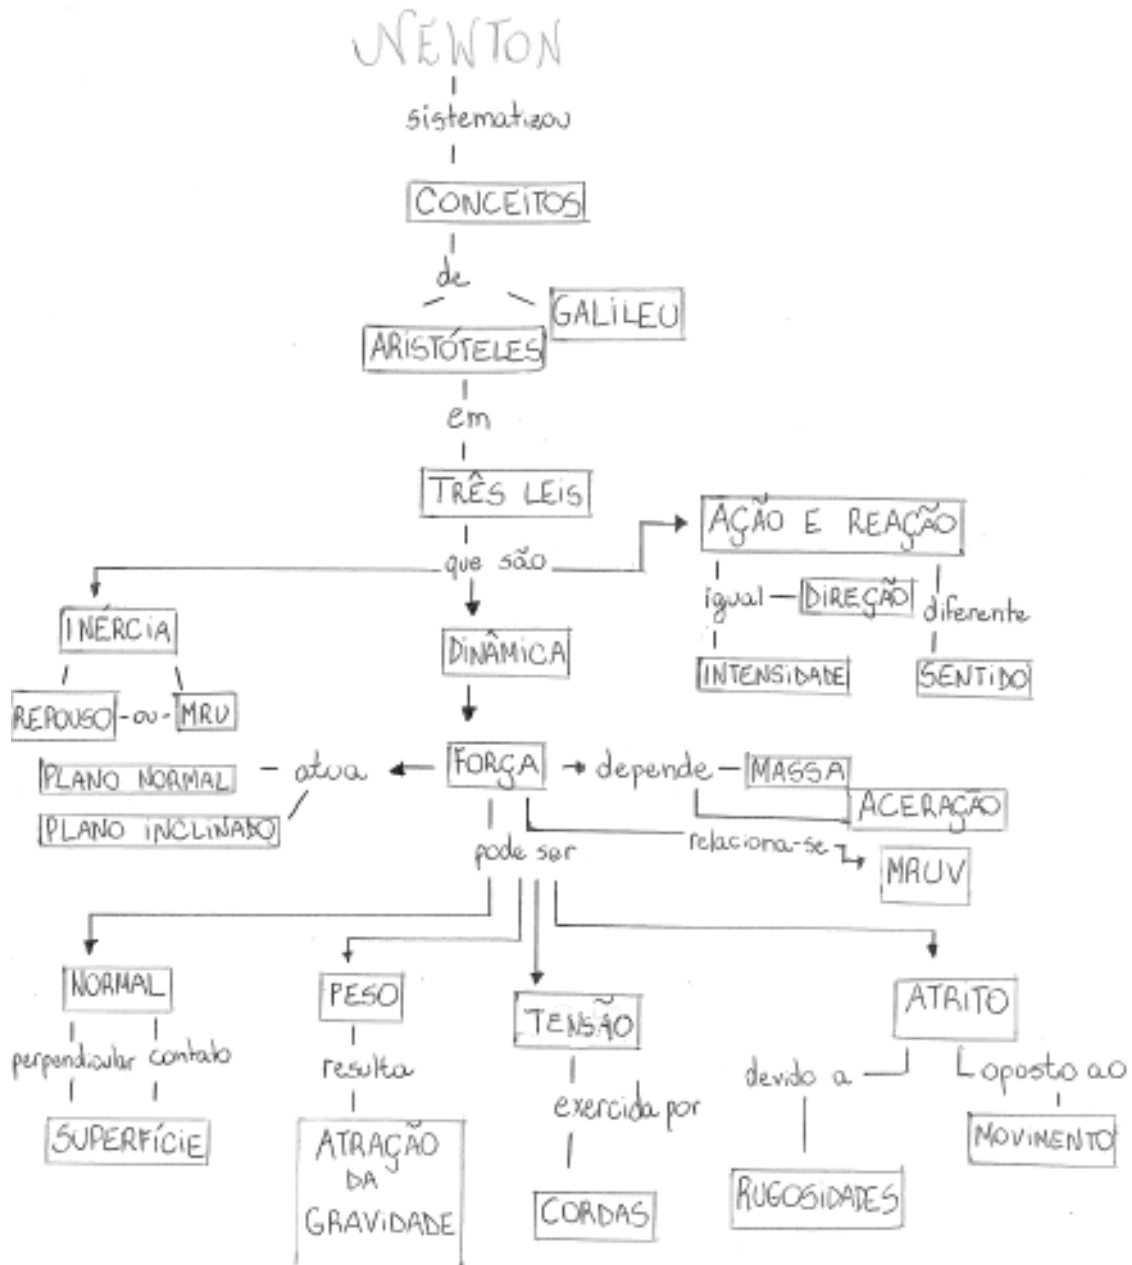 NEWTON
sistematizou
CONCEITOS
de
GALILEU
ARISTÓTELES
em
TRÊS LEIS
AÇÃO E REAÇÃO
que são
igual DIREÇÃO diferente
INÉRCIA
DINÂMICA
INTENSIDADE SENTIDO
REPOUSO -ou- MRU
FORÇA depende MASSA
PLANO NORMAL atua
ACERAÇÃO
PLANO INCLINADO
relaciona-se
pode ser
MRUV
NORMAL PESO TENSÃO ATRITO
perpendicular contato resulta devido a oposto ao
exercida por
SUPERFÍCIE
ATRAÇÃO
DA
GRAVIDADE
MOVIMENTO
CORDAS
RUGOSIDADES